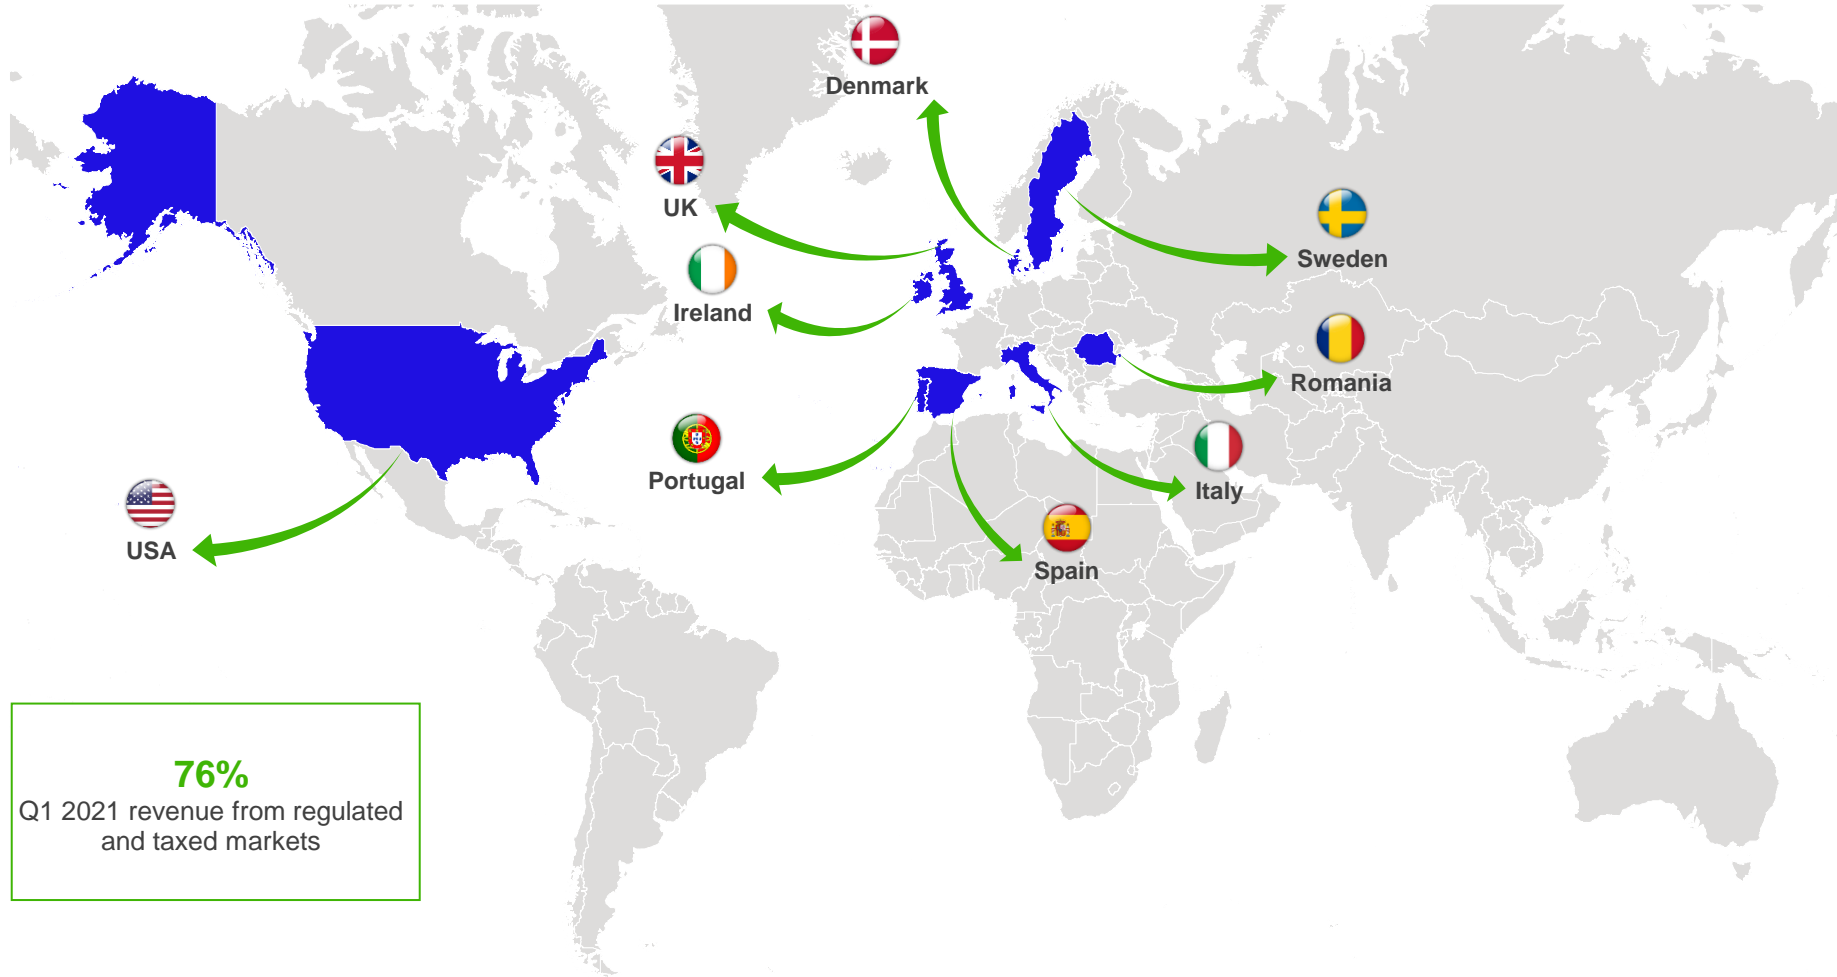 Denmark
UK
Sweden
Ireland
Romania
Portugal
Italy
USA
Spain
76%
Q1 2021 revenue from regulated
and taxed markets